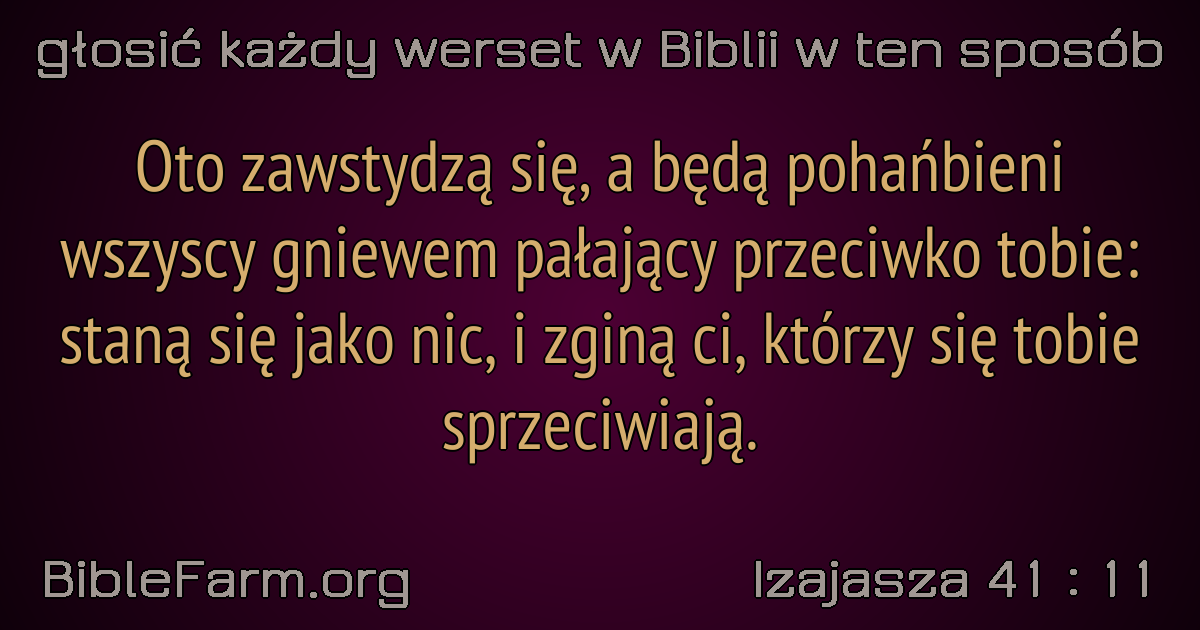 głosić każdy werset w Biblii w ten sposób
Oto zawstydzą się, a będą pohańbieni
wszyscy gniewem pałający przeciwko tobie:
staną się jako nic, i zginą ci, którzy się tobie
sprzeciwiają.
BibleFarm.org
Izajasza 41 : 11